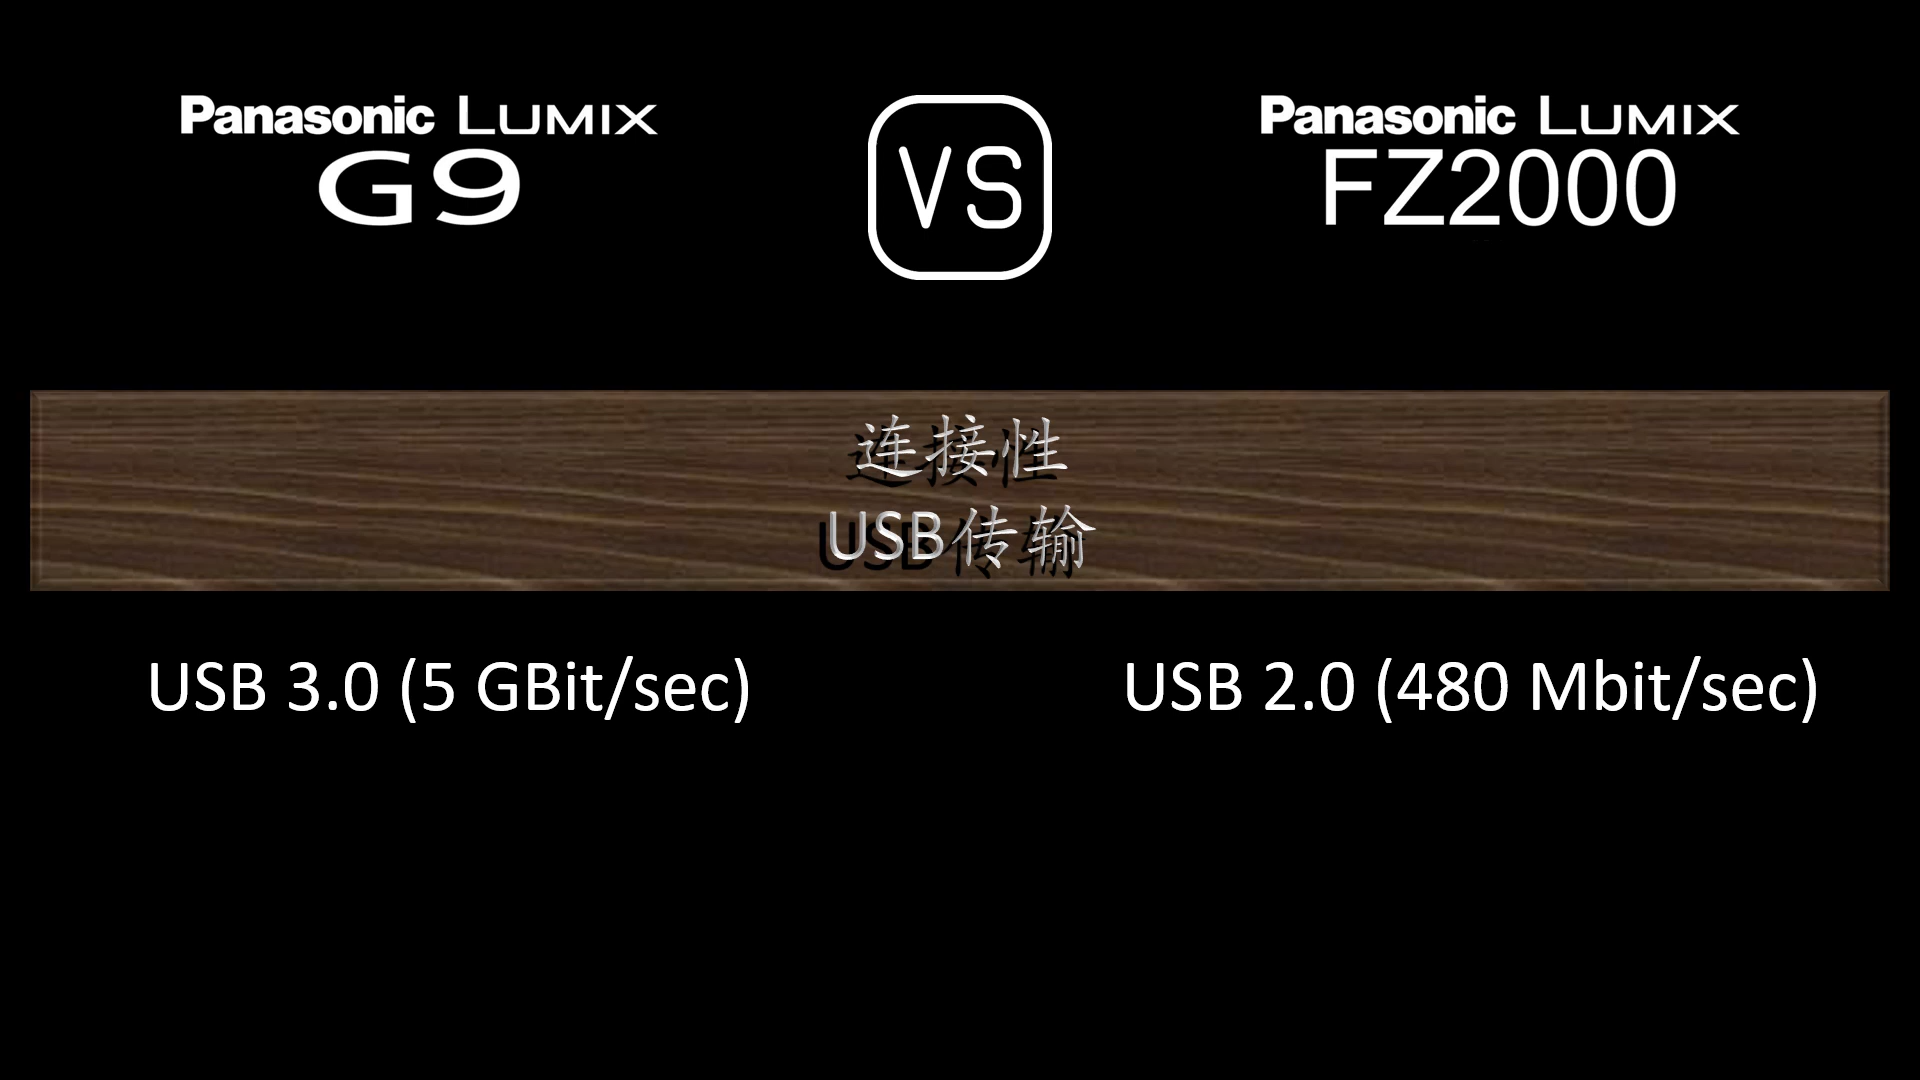 Panasonic LUMIX
G9
VS
Panasonic LUMIX
FZ2000
连接性
USB传输
USB 3.0 (5 GBit/sec)
USB 2.0 (480 Mbit/sec)